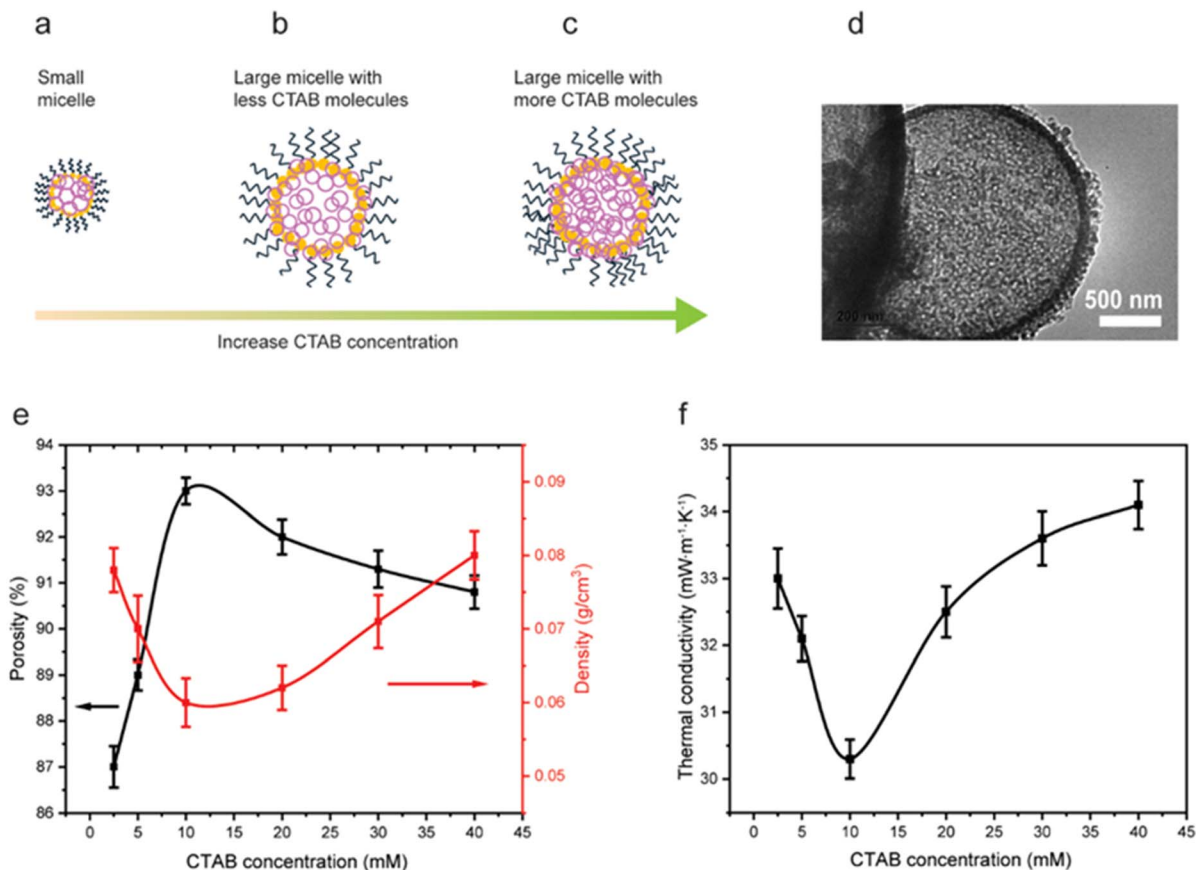 a
b
c
d
Small
micelle
Large micelle with
less CTAB molecules
Large micelle with
more CTAB molecules
Increase CTAB concentration
200 nm
500 nm
e
94
93
92
91
90
89
88
87
86
Porosity (%)
0.09
0.08
0.07
0.06
0.05
Density (g/cm³)
0 5 10 15 20 25 30 35 40 45
CTAB concentration (mM)
f
35
34
33
32
31
30
Thermal conductivity (mW·m⁻¹·K⁻¹)
0 5 10 15 20 25 30 35 40 45
CTAB concentration (mM)